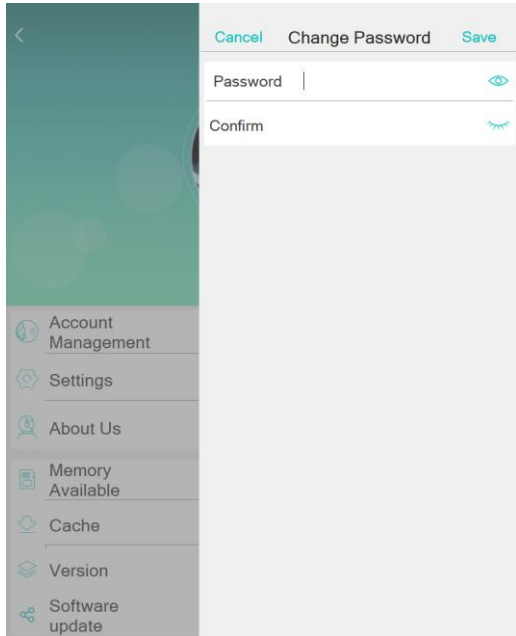 Cancel Change Password Save
Password
Confirm
Account
Management
Settings
About Us
Memory
Available
Cache
Version
Software
update